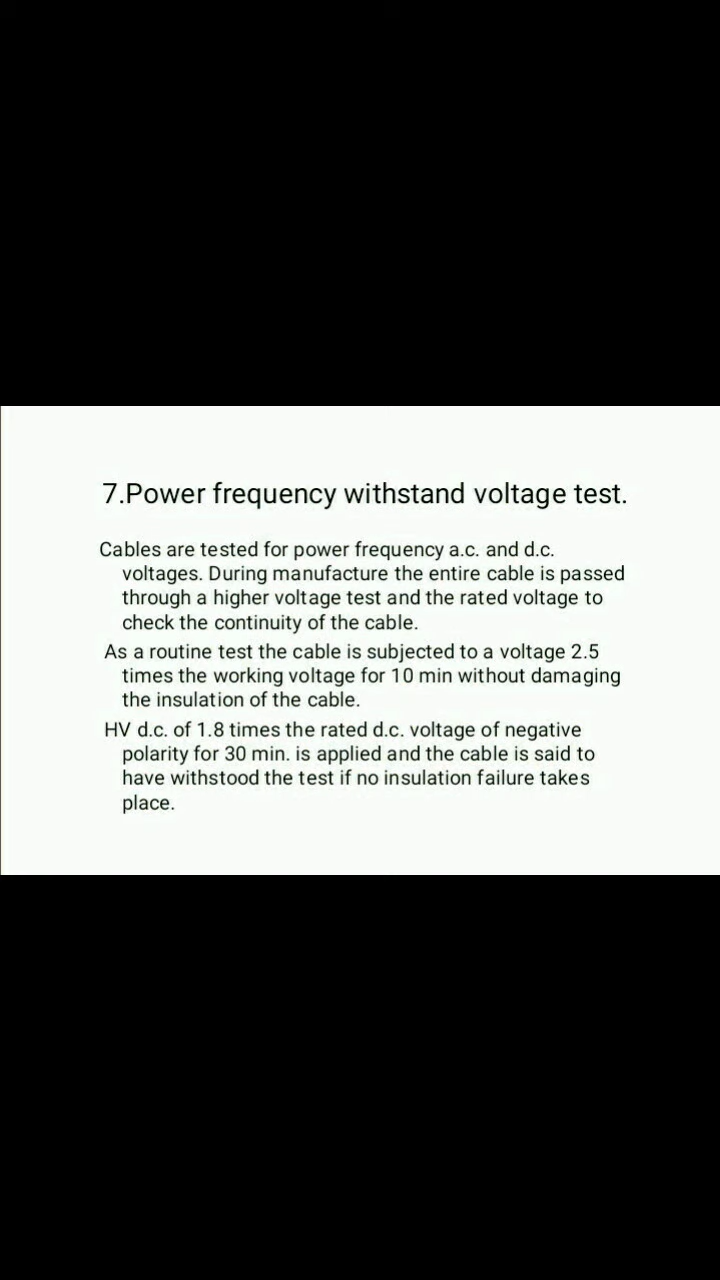 7.Power frequency withstand voltage test.
Cables are tested for power frequency a.c. and d.c.
voltages. During manufacture the entire cable is passed
through a higher voltage test and the rated voltage to
check the continuity of the cable.
As a routine test the cable is subjected to a voltage 2.5
times the working voltage for 10 min without damaging
the insulation of the cable.
HV d.c. of 1.8 times the rated d.c. voltage of negative
polarity for 30 min. is applied and the cable is said to
have withstood the test if no insulation failure takes
place.